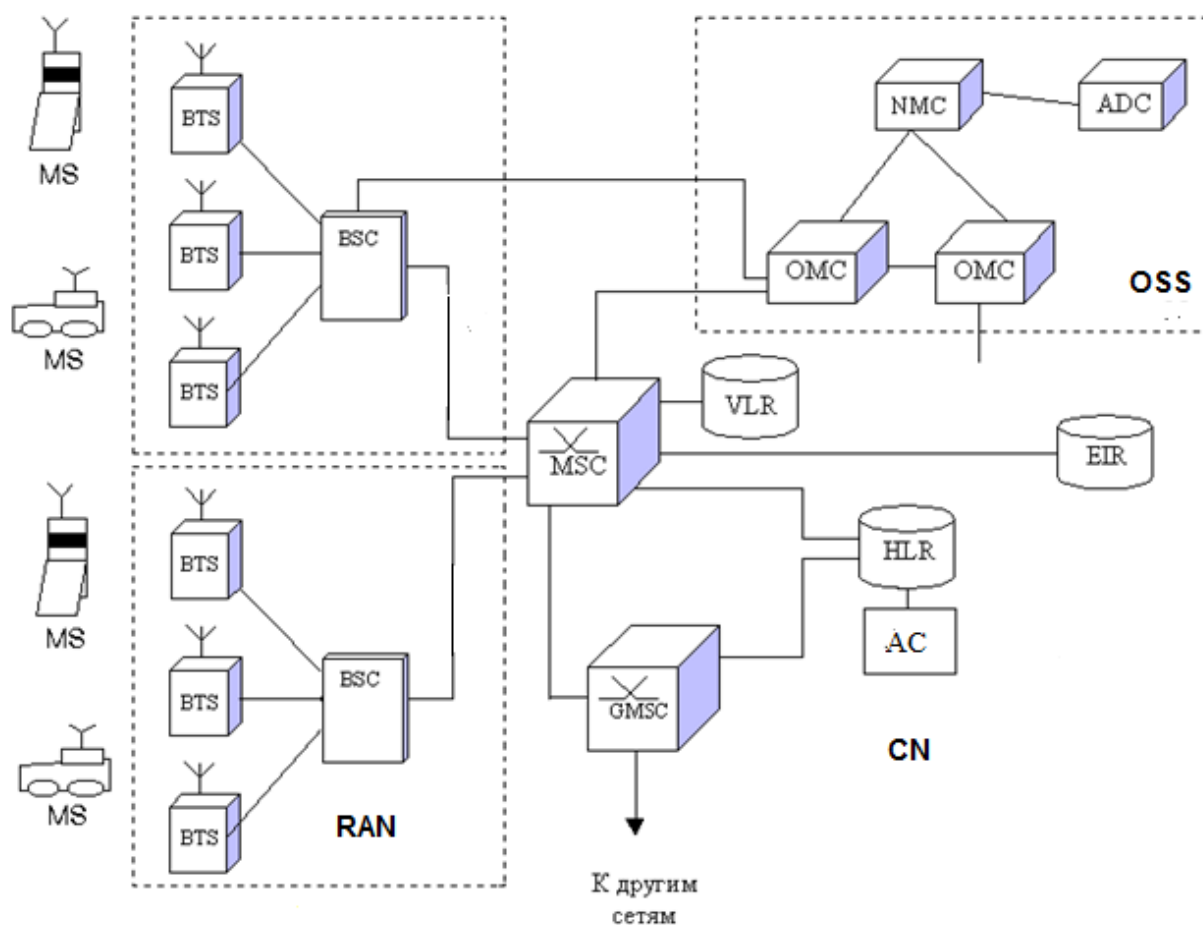 MS
MS
MS
MS
BTS
BTS
BTS
BSC
BTS
BTS
BTS
BSC
RAN
NMC
ADC
OMC
OMC
OSS
VLR
MSC
EIR
HLR
AC
GMSC
CN
К другим
сетям